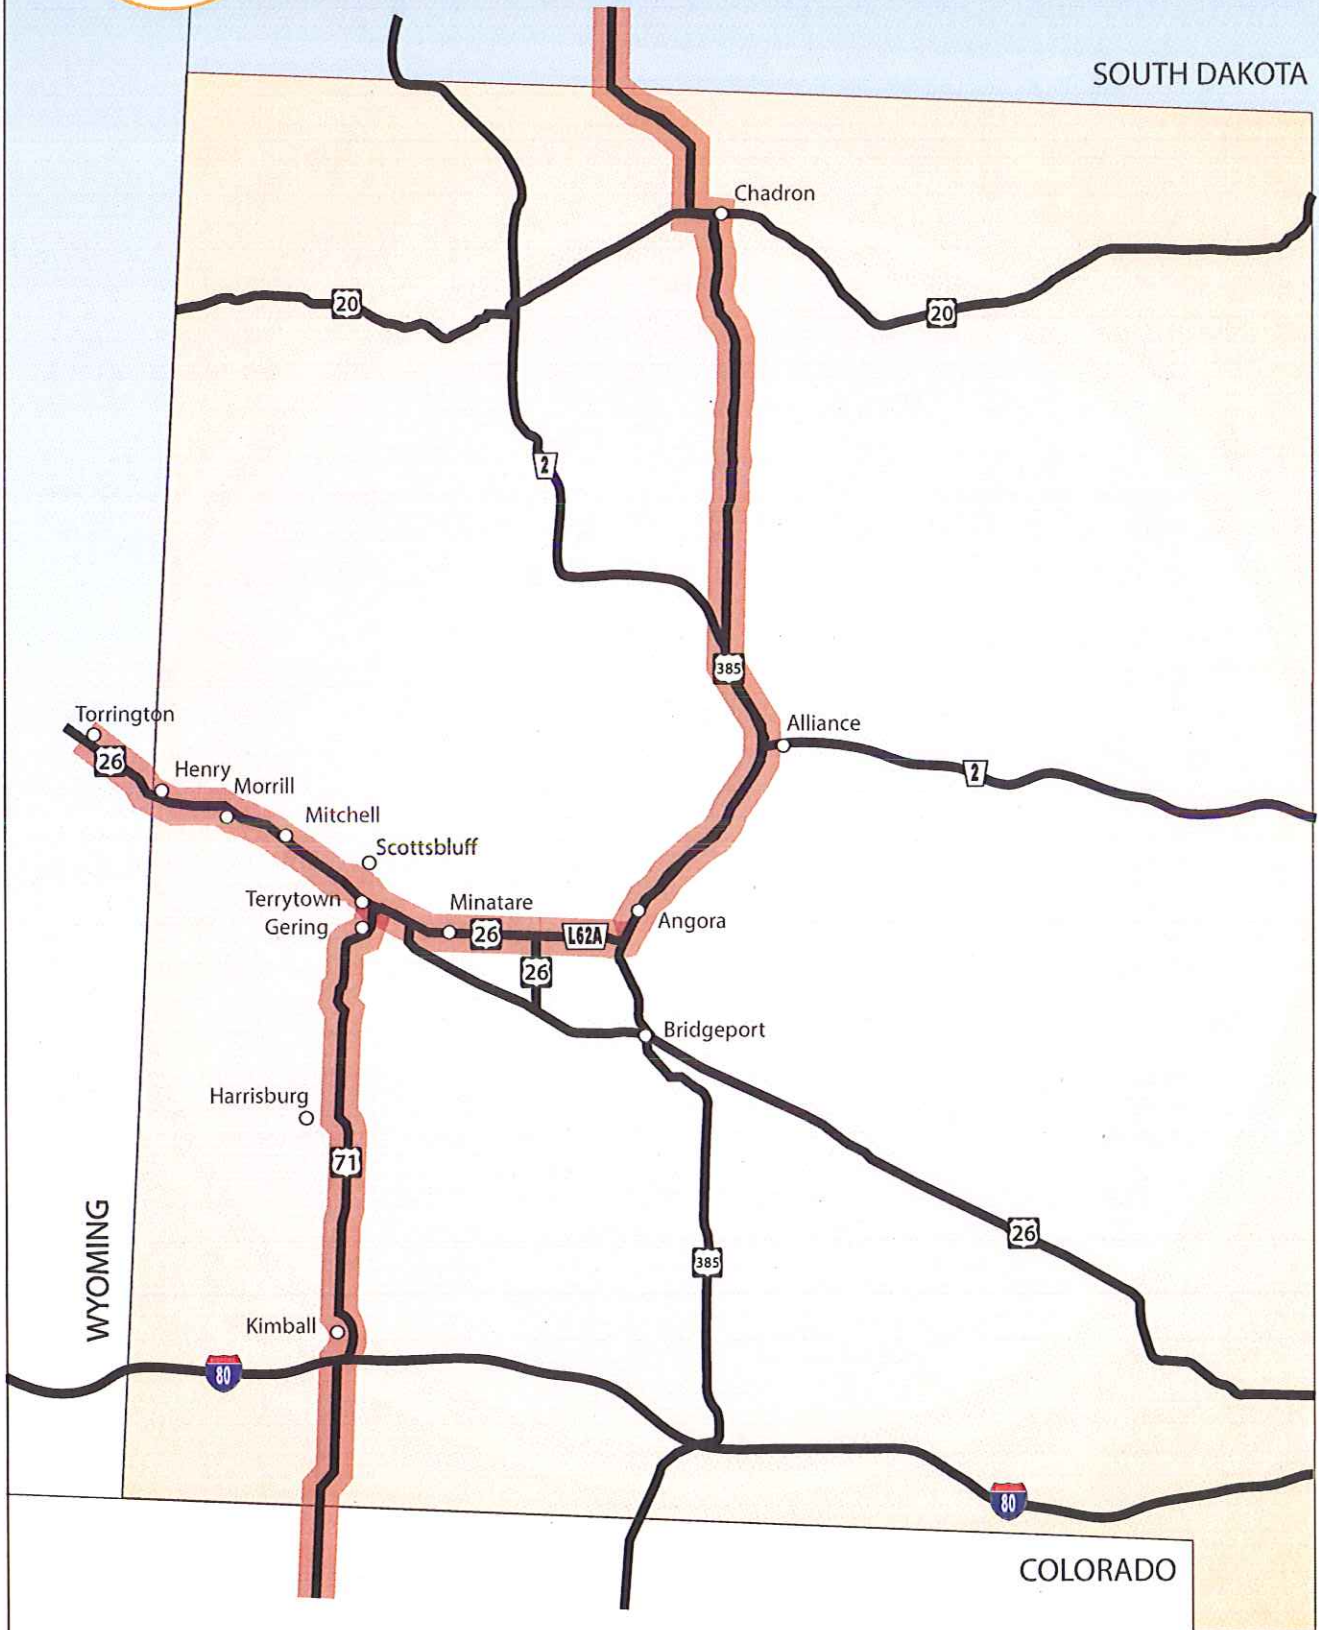 SOUTH DAKOTA
Chadron
20
20
2
385
Torrington
Alliance
26
Henry
2
Morrill
Mitchell
Scottsbluff
Terrytown
Minatare
Gering
26
L62A
Angora
26
Bridgeport
Harrisburg
71
WYOMING
26
385
Kimball
80
80
COLORADO